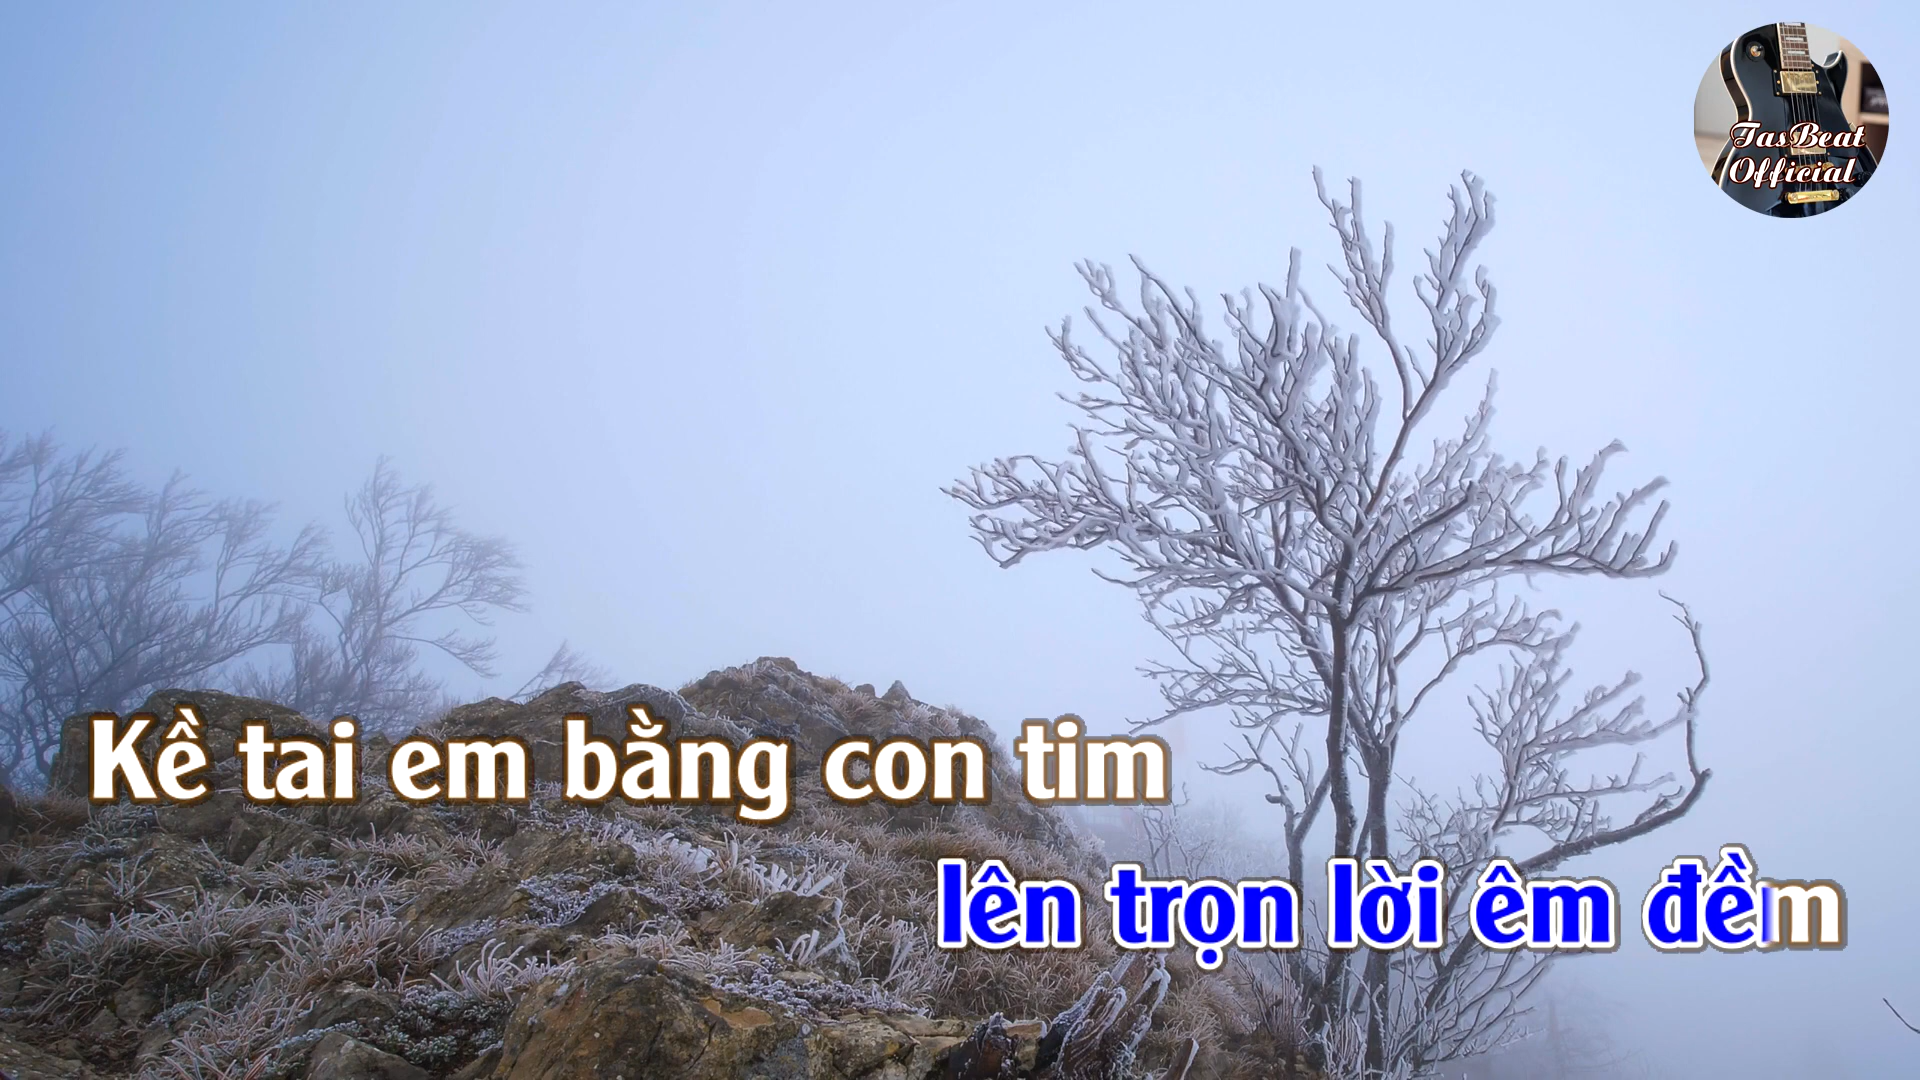 TasBeat
Official
Kề tai em bằng con tim
lên trọn lời êm đềm